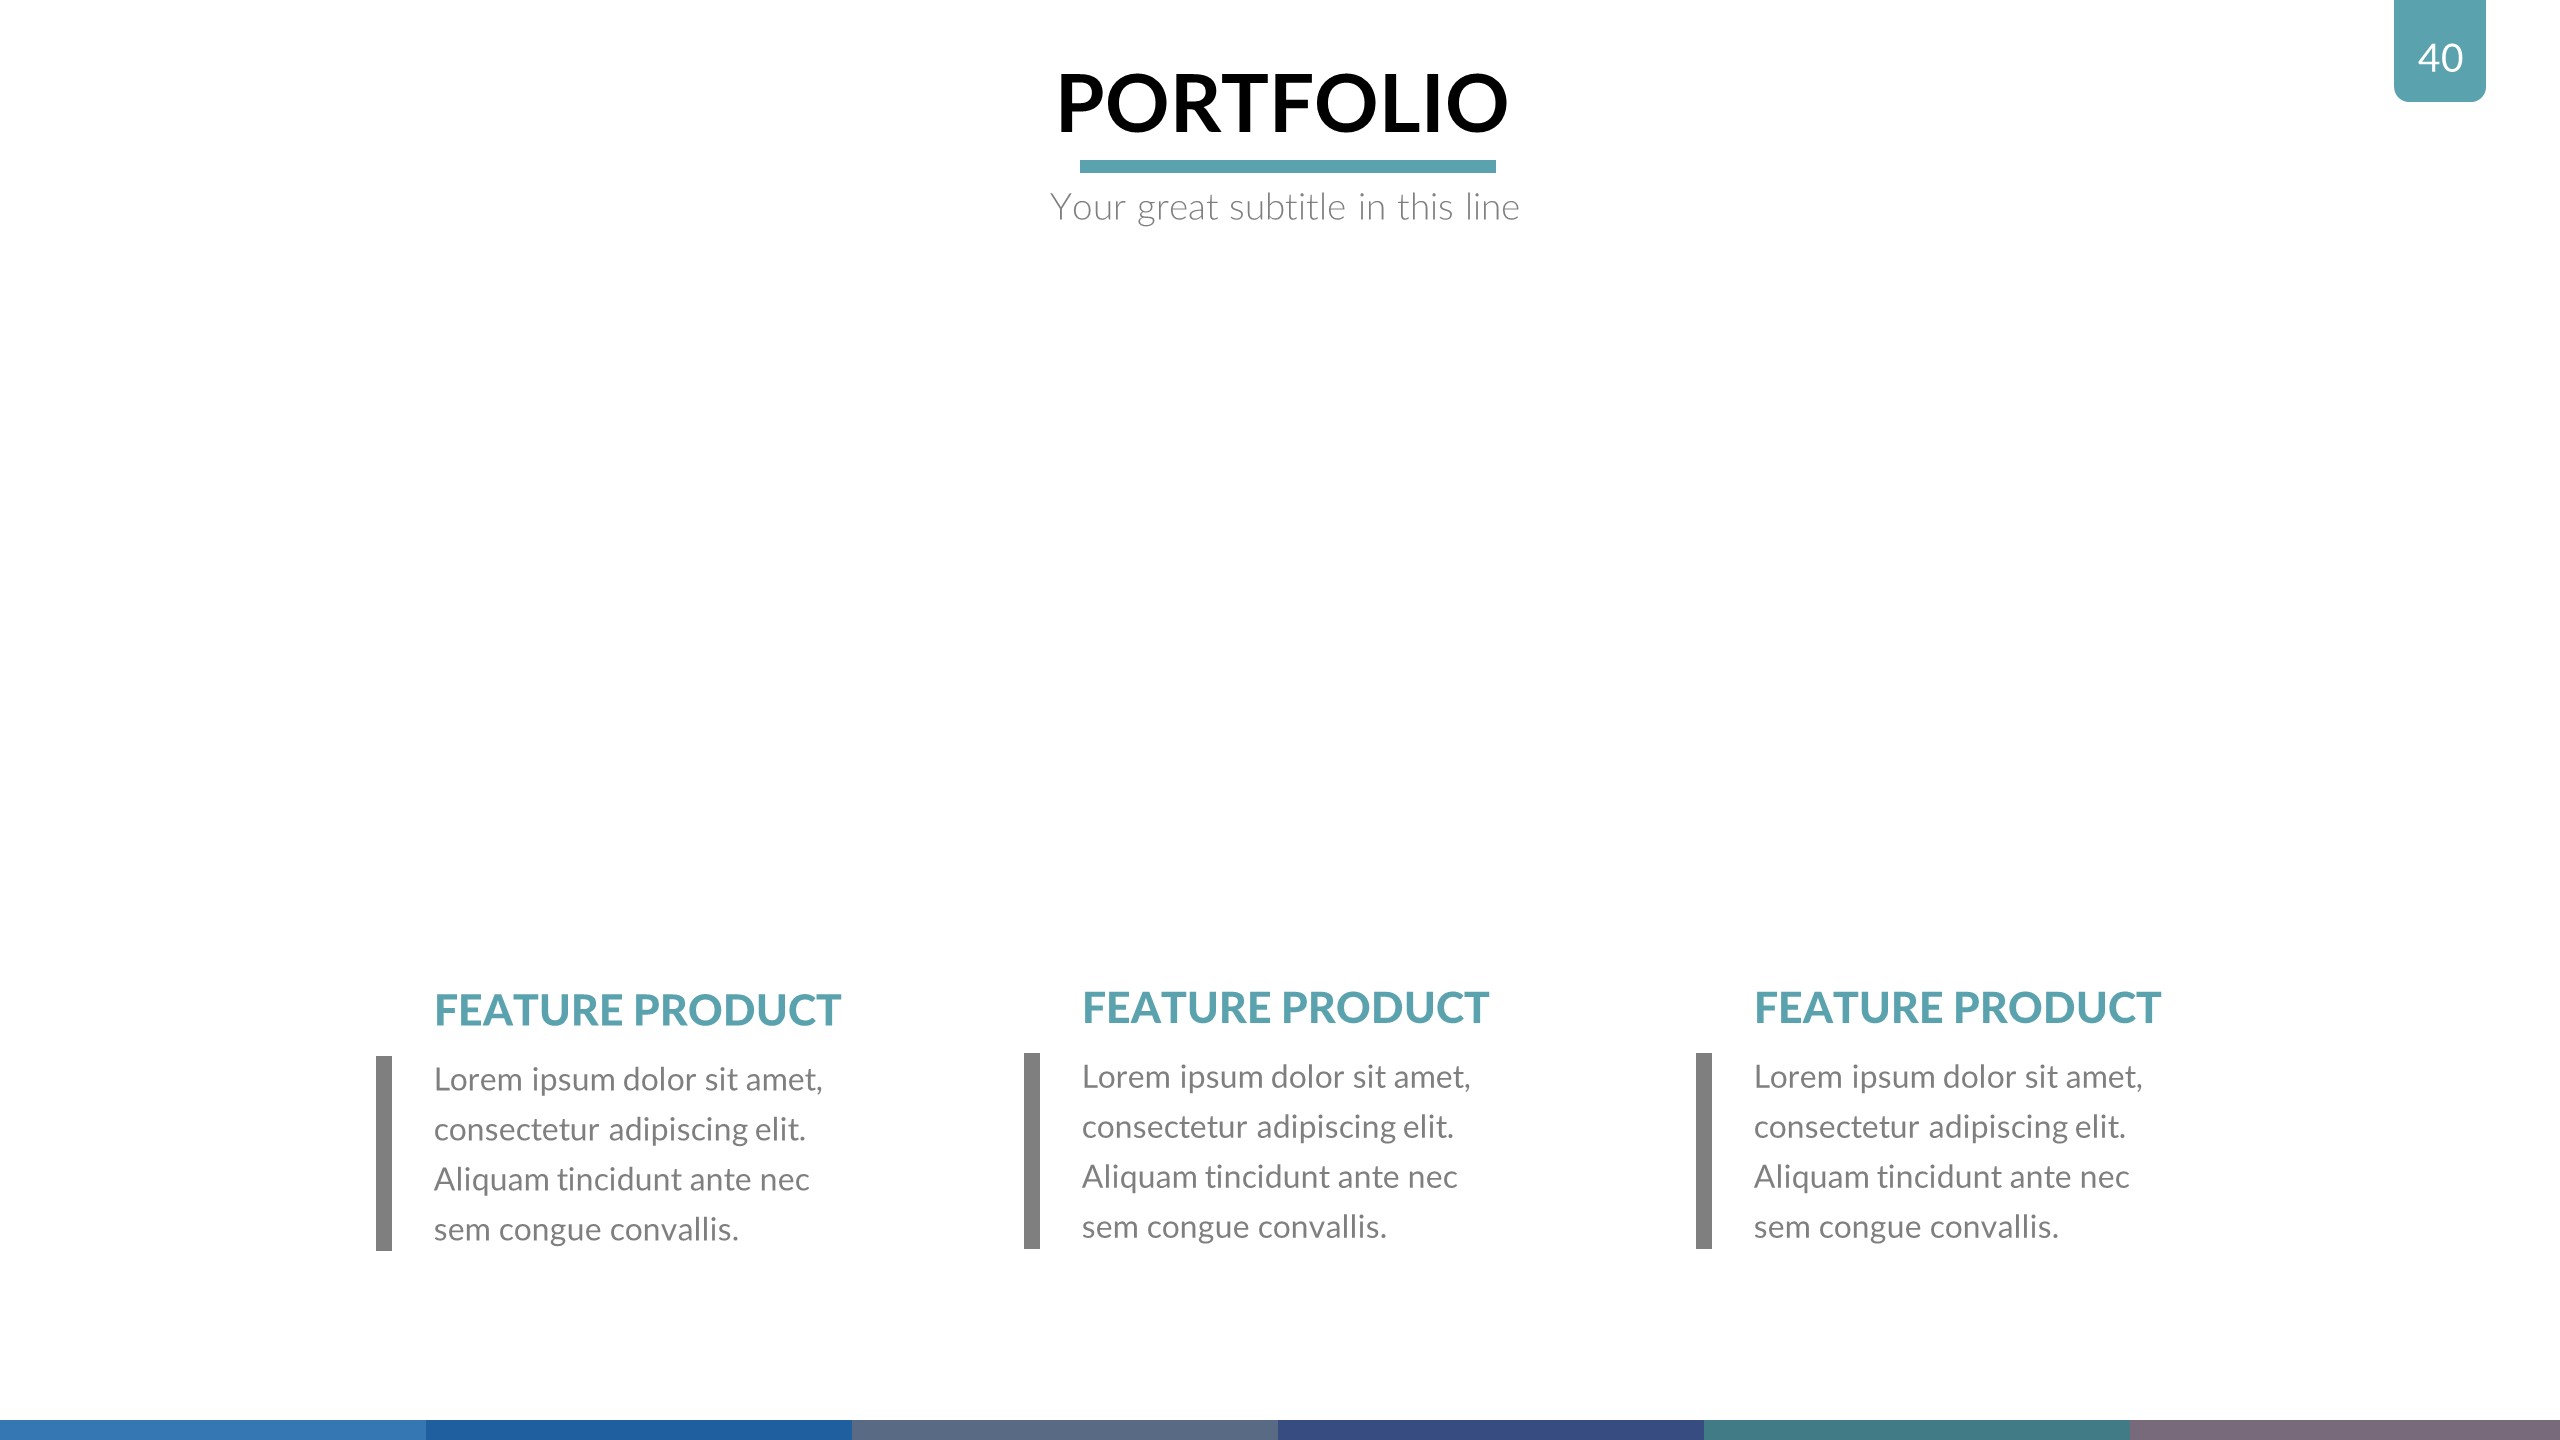 40
PORTFOLIO
Your great subtitle in this line
FEATURE PRODUCT
Lorem ipsum dolor sit amet,
consectetur adipiscing elit.
Aliquam tincidunt ante nec
sem congue convallis.
FEATURE PRODUCT
Lorem ipsum dolor sit amet,
consectetur adipiscing elit.
Aliquam tincidunt ante nec
sem congue convallis.
FEATURE PRODUCT
Lorem ipsum dolor sit amet,
consectetur adipiscing elit.
Aliquam tincidunt ante nec
sem congue convallis.